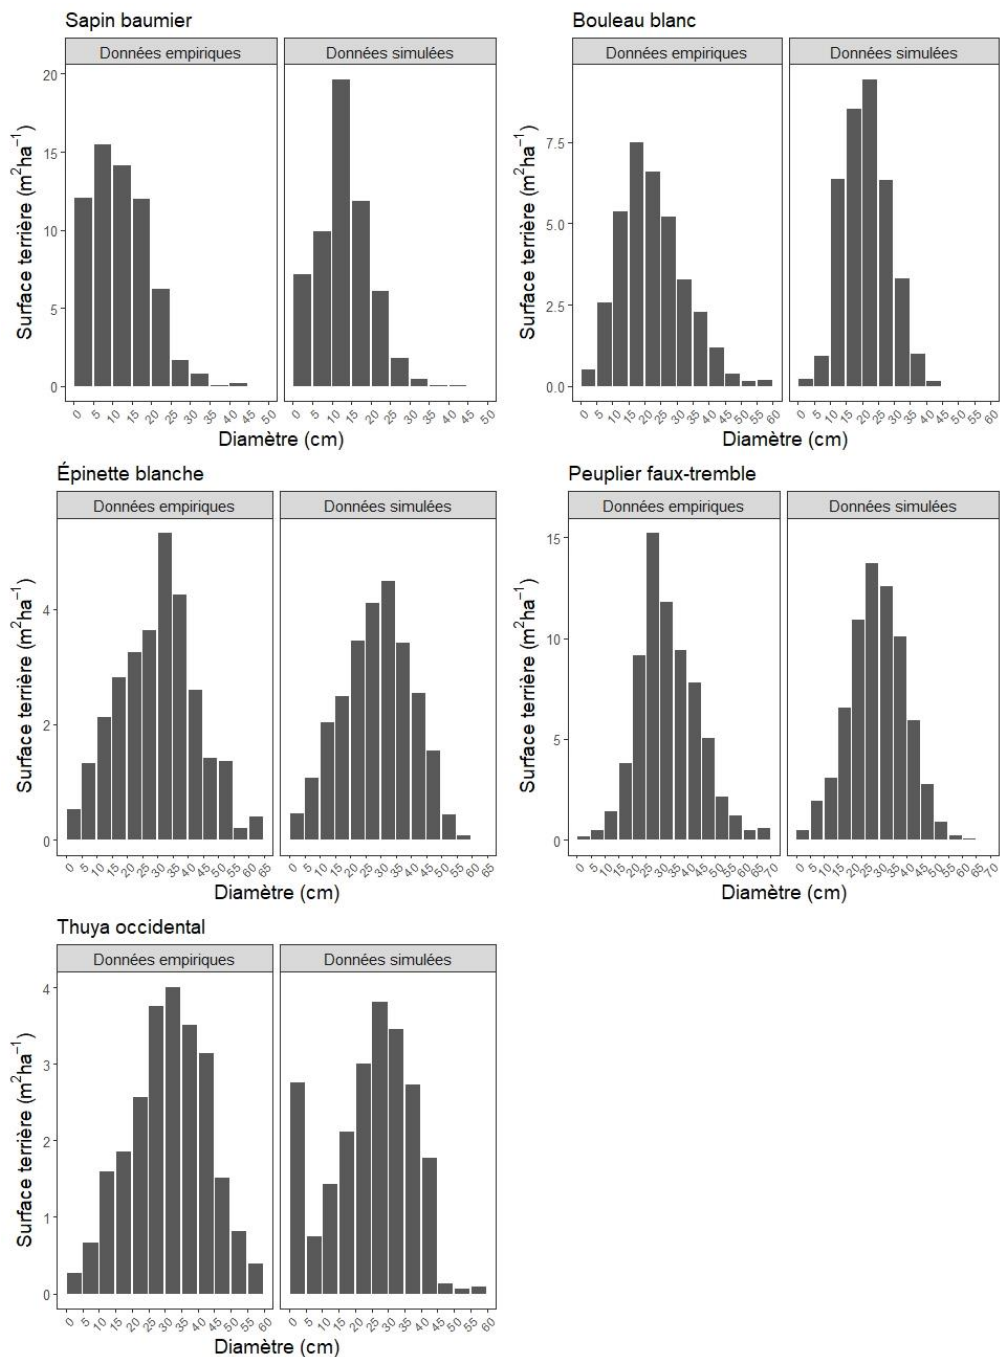 Sapin baumier
Données empiriques
Données simulées
Surface terrière (m²ha⁻¹)
20
15
10
5
0
0 5 10 15 20 25 30 35 40 45 50
0 5 10 15 20 25 30 35 40 45 50
Diamètre (cm)
Bouleau blanc
Données empiriques
Données simulées
Surface terrière (m²ha⁻¹)
7.5
5.0
2.5
0.0
0 5 10 15 20 25 30 35 40 45 50 55 60
0 5 10 15 20 25 30 35 40 45 50 55 60
Diamètre (cm)
Épinette blanche
Données empiriques
Données simulées
Surface terrière (m²ha⁻¹)
4
2
0
0 5 10 15 20 25 30 35 40 45 50 55 60 65
0 5 10 15 20 25 30 35 40 45 50 55 60 65
Diamètre (cm)
Peuplier faux-tremble
Données empiriques
Données simulées
Surface terrière (m²ha⁻¹)
15
10
5
0
0 5 10 15 20 25 30 35 40 45 50 55 60 65 70
0 5 10 15 20 25 30 35 40 45 50 55 60 65 70
Diamètre (cm)
Thuya occidental
Données empiriques
Données simulées
Surface terrière (m²ha⁻¹)
4
3
2
1
0
0 5 10 15 20 25 30 35 40 45 50 55 60
0 5 10 15 20 25 30 35 40 45 50 55 60
Diamètre (cm)